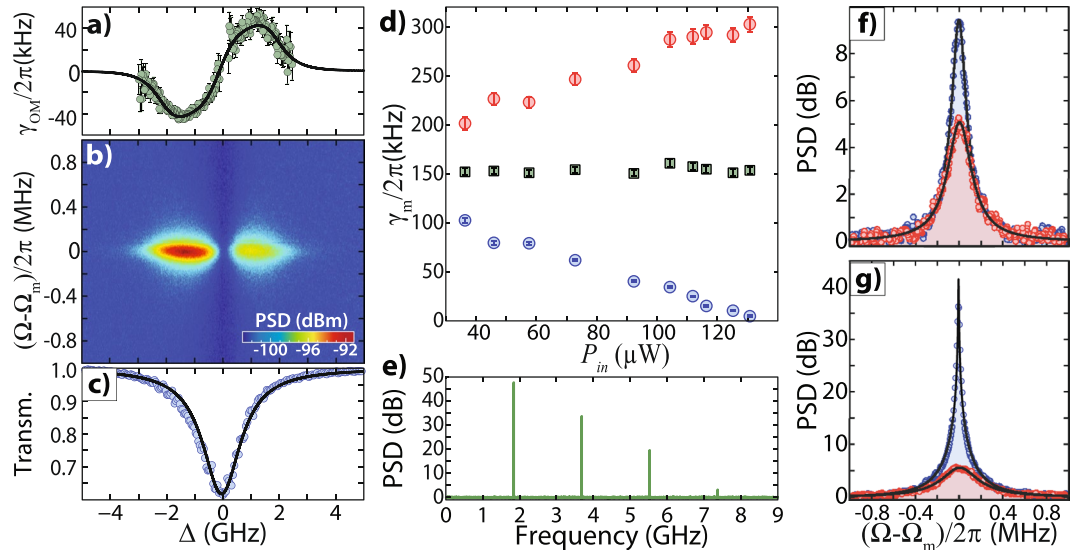 a)
γOM/2π(kHz)
40
0
-40
b)
(Ω-Ωm)/2π (MHz)
0.8
0.4
0
-0.4
-0.8
PSD (dBm)
-100 -96 -92
c)
Transm.
1.0
0.9
0.8
0.7
−4 −2 0 2 4
Δ (GHz)
d)
γm/2π(kHz)
350
300
250
200
150
100
50
0
40 60 80 100 120 140
Pin (µW)
e)
PSD (dB)
50
40
30
20
10
0
0 1 2 3 4 5 6 7 8 9
Frequency (GHz)
f)
PSD (dB)
8
6
4
2
0
g)
PSD (dB)
40
30
20
10
0
-0.8 -0.4 0 0.4 0.8
(Ω-Ωm)/2π (MHz)